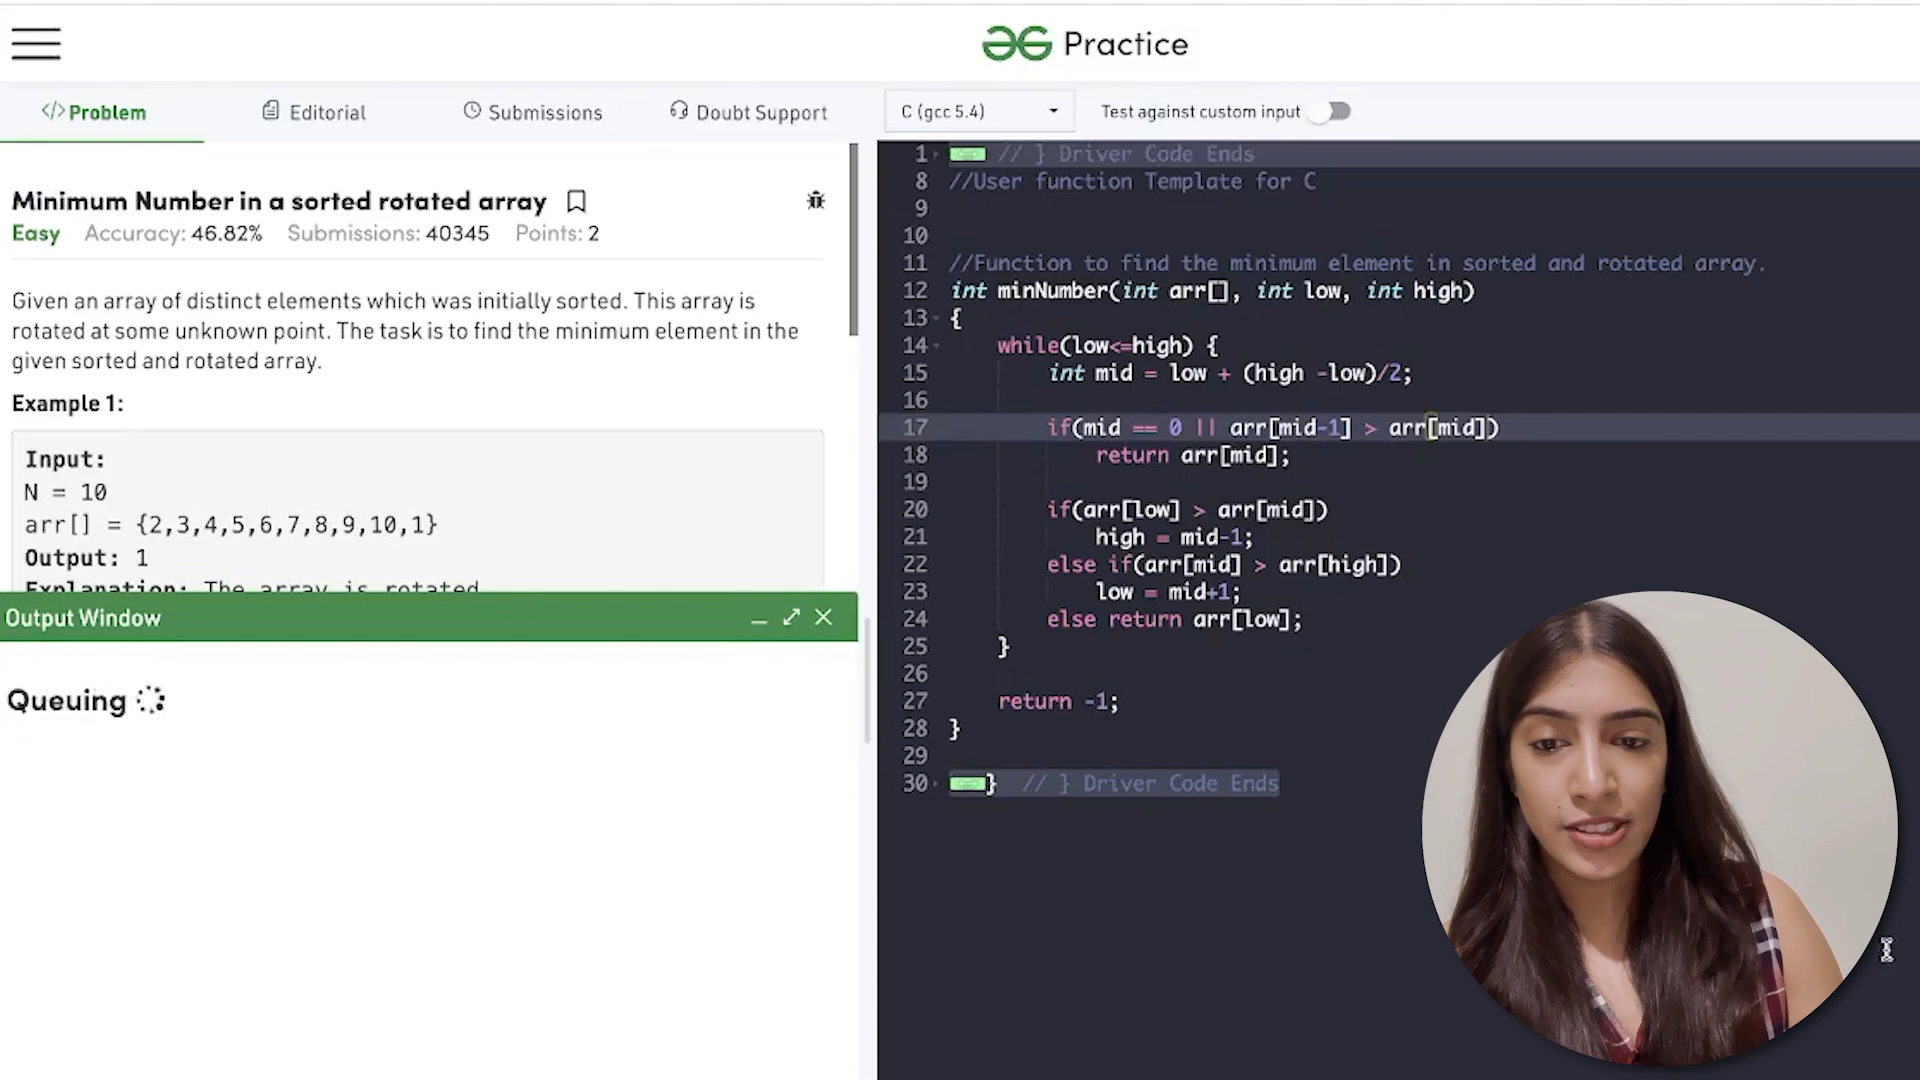 Practice
Problem
Editorial
Submissions
Doubt Support
C (gcc 5.4)
Test against custom input
Minimum Number in a sorted rotated array
Easy Accuracy: 46.82% Submissions: 40345 Points: 2
Given an array of distinct elements which was initially sorted. This array is
rotated at some unknown point. The task is to find the minimum element in the
given sorted and rotated array.
Example 1:
Input:
N = 10
arr[] = {2,3,4,5,6,7,8,9,10,1}
Output: 1
Explanation: The array is rotated
Output Window
Queuing
1 // } Driver Code Ends
8 //User function Template for C
9
10
11 //Function to find the minimum element in sorted and rotated array.
12 int minNumber(int arr[], int low, int high)
13 {
14 while(low<=high) {
15 int mid = low + (high -low)/2;
16
17 if(mid == 0 || arr[mid-1] > arr[mid])
18 return arr[mid];
19
20 if(arr[low] > arr[mid])
21 high = mid-1;
22 else if(arr[mid] > arr[high])
23 low = mid+1;
24 else return arr[low];
25 }
26
27 return -1;
28 }
29
30 } // } Driver Code Ends